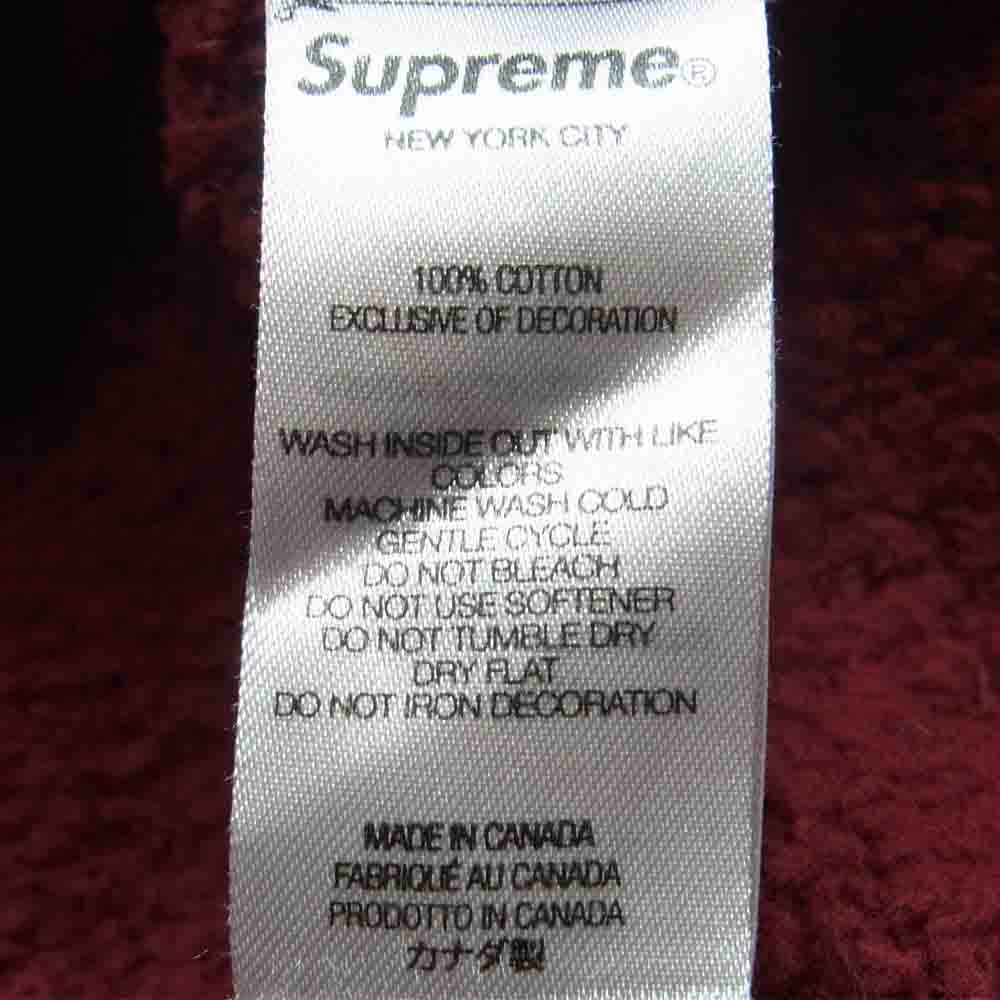 Supreme®
NEW YORK CITY
100% COTTON
EXCLUSIVE OF DECORATION
WASH INSIDE OUT WITH LIKE
COLORS
MACHINE WASH COLD
GENTLE CYCLE
DO NOT BLEACH
DO NOT USE SOFTENER
DO NOT TUMBLE DRY
DRY FLAT
DO NOT IRON DECORATION
MADE IN CANADA
FABRIQUÉ AU CANADA
PRODOTTO IN CANADA
カナダ製